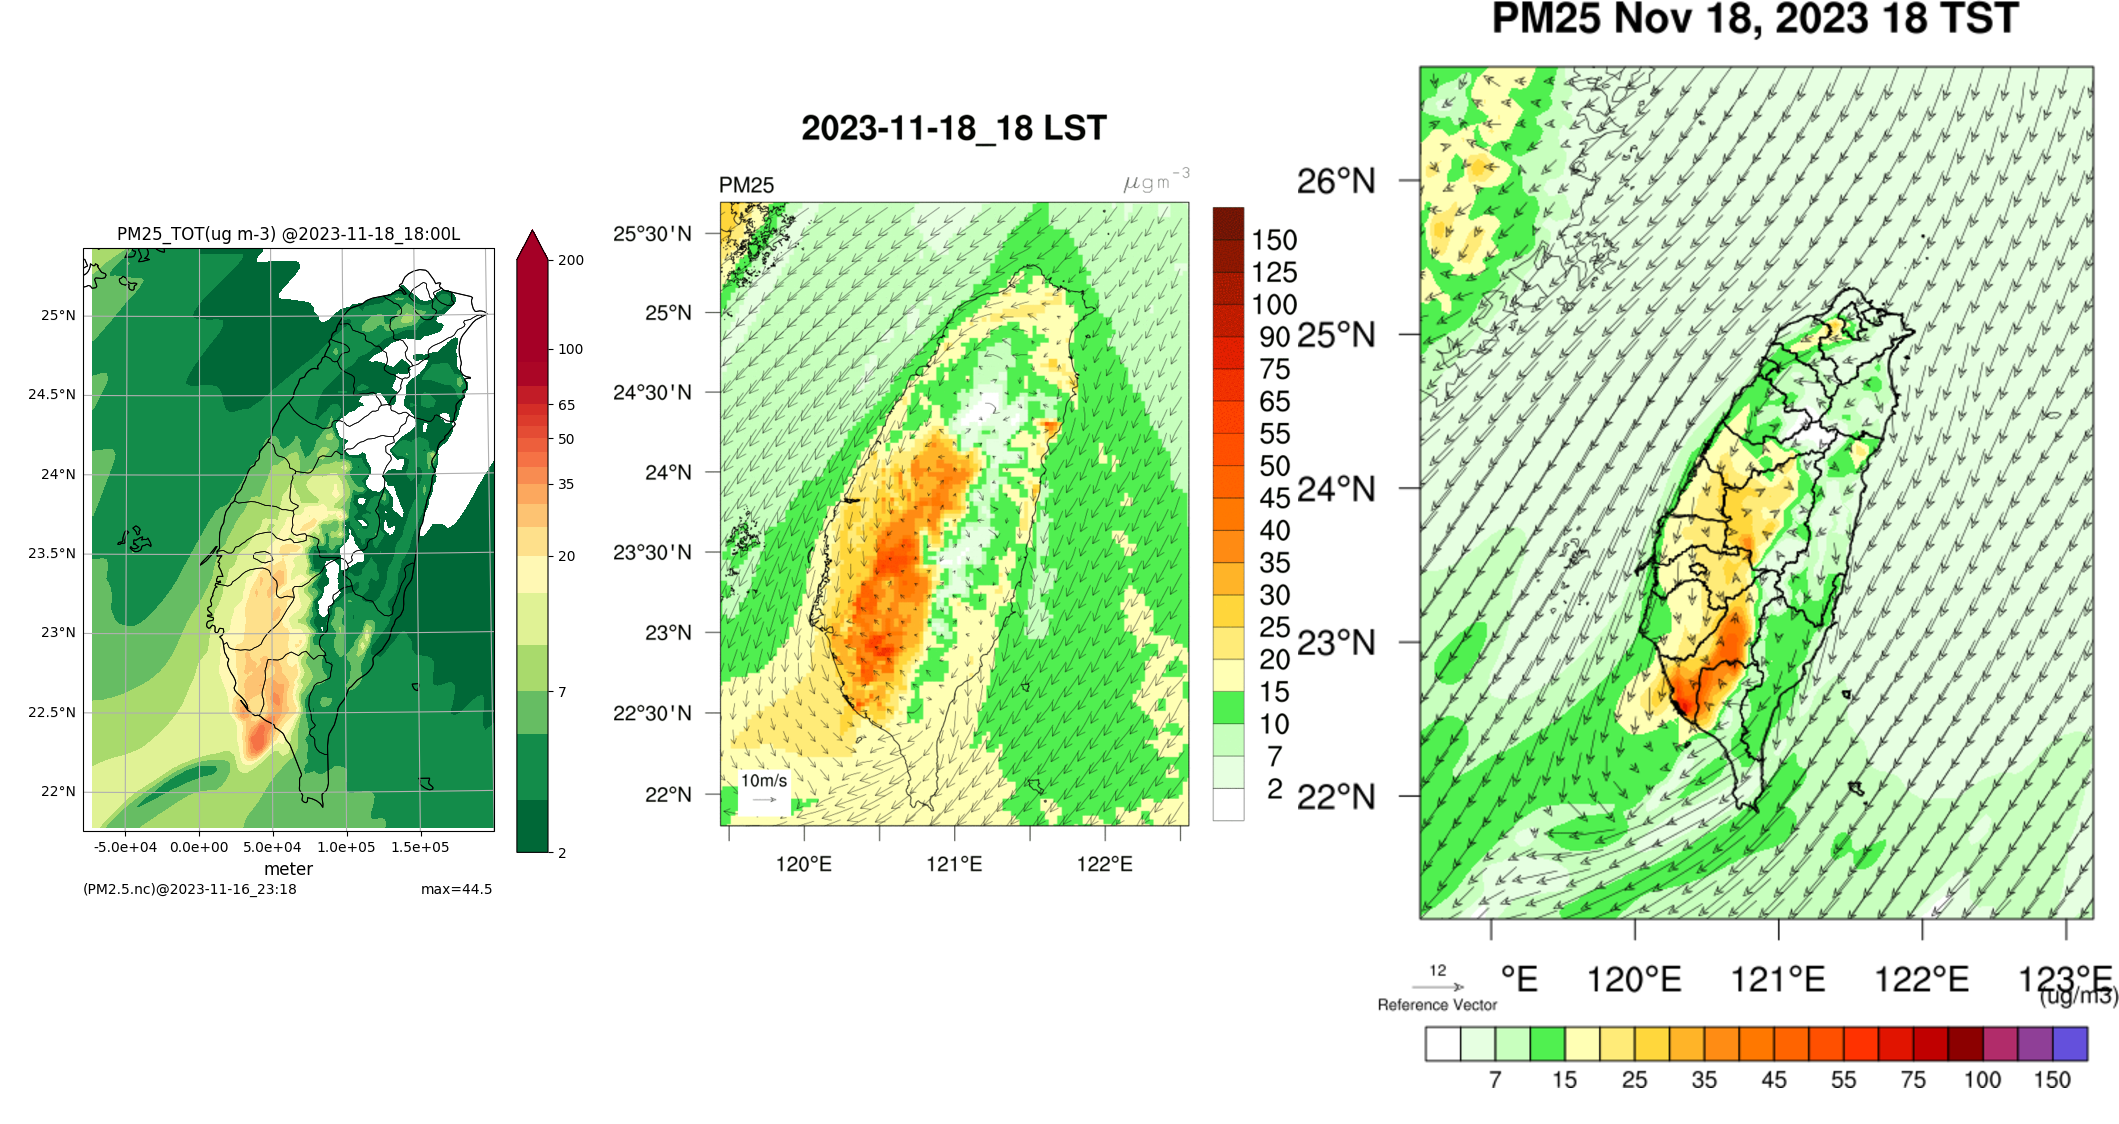 PM25_TOT(ug m-3) @2023-11-18_18:00L
25°N
24.5°N
24°N
23.5°N
23°N
22.5°N
22°N
-5.0e+04 0.0e+00 5.0e+04 1.0e+05 1.5e+05
meter
(PM2.5.nc)@2023-11-16_23:18 max=44.5
200
100
65
50
35
20
7
2
2023-11-18_18 LST
PM25 μgm⁻³
25°30'N
25°N
24°30'N
24°N
23°30'N
23°N
22°30'N
22°N
10m/s
120°E 121°E 122°E
150
125
100
90
75
65
55
50
45
40
35
30
25
20
15
10
7
2
PM25 Nov 18, 2023 18 TST
26°N
25°N
24°N
23°N
22°N
°E 120°E 121°E 122°E 123°E
12
Reference Vector
(ug/m3)
7 15 25 35 45 55 75 100 150